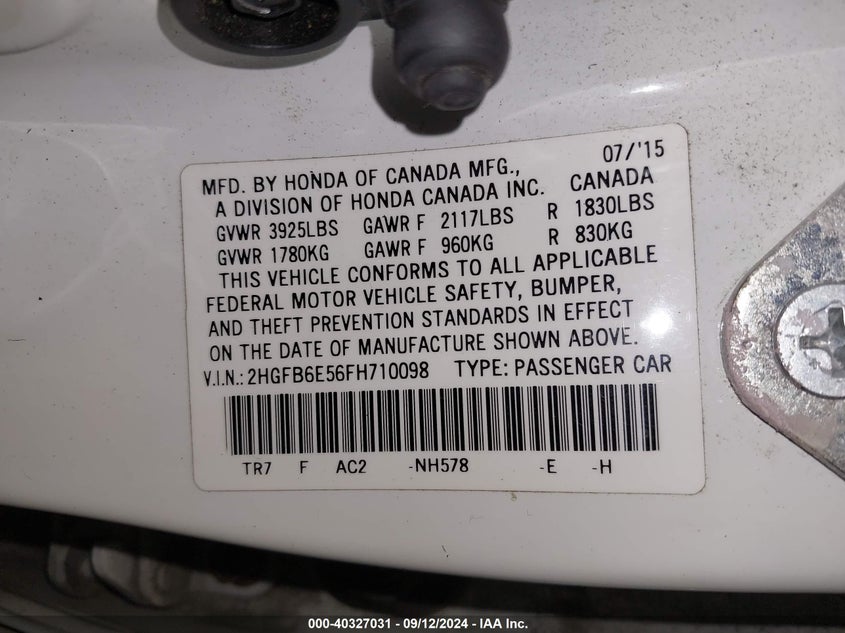 07/'15
MFD. BY HONDA OF CANADA MFG.,
A DIVISION OF HONDA CANADA INC. CANADA
GVWR 3925LBS GAWR F 2117LBS R 1830LBS
GVWR 1780KG GAWR F 960KG R 830KG
THIS VEHICLE CONFORMS TO ALL APPLICABLE
FEDERAL MOTOR VEHICLE SAFETY, BUMPER,
AND THEFT PREVENTION STANDARDS IN EFFECT
ON THE DATE OF MANUFACTURE SHOWN ABOVE.
V.I.N.: 2HGFB6E56FH710098 TYPE: PASSENGER CAR
TR7 F AC2 -NH578 -E -H
000-40327031 - 09/12/2024 - IAA Inc.